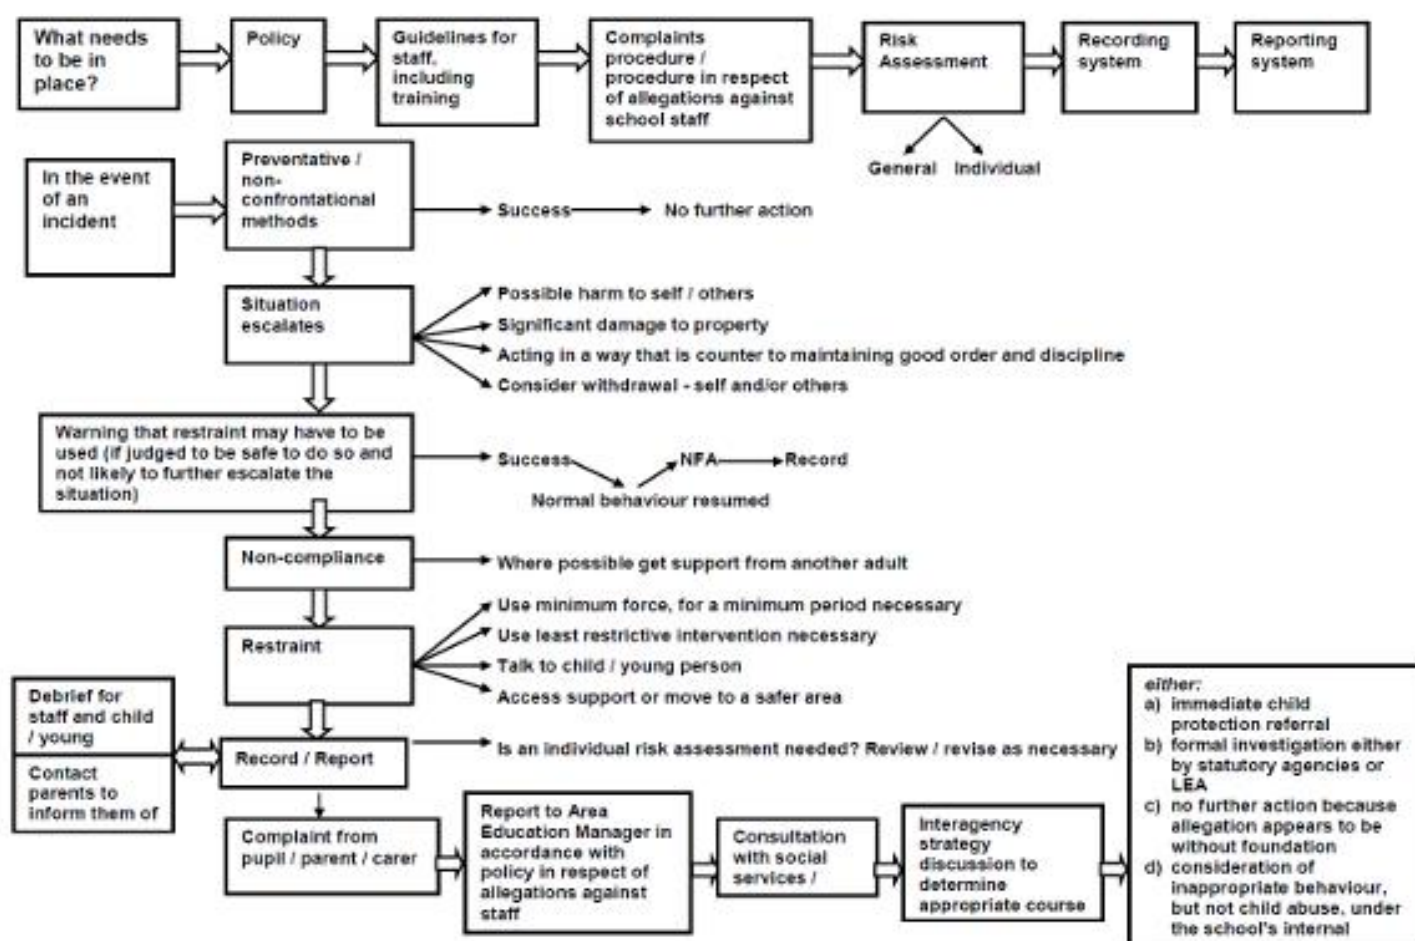 What needs
to be in
place?
Policy
Guidelines for
staff,
including
training
Complaints
procedure /
procedure in respect
of allegations against
school staff
Risk
Assessment
Recording
system
Reporting
system
General Individual
In the event
of an
incident
Preventative /
non-
confrontational
methods
Success
No further action
Situation
escalates
Possible harm to self / others
Significant damage to property
Acting in a way that is counter to maintaining good order and discipline
Consider withdrawal - self and/or others
Warning that restraint may have to be
used (if judged to be safe to do so and
not likely to further escalate the
situation)
Success
NFA
Record
Normal behaviour resumed
Non-compliance
Where possible get support from another adult
Restraint
Use minimum force, for a minimum period necessary
Use least restrictive intervention necessary
Talk to child / young person
Access support or move to a safer area
Debrief for
staff and child
/ young
Contact
parents to
inform them of
Record / Report
Is an individual risk assessment needed? Review / revise as necessary
Complaint from
pupil / parent / carer
Report to Area
Education Manager in
accordance with
policy in respect of
allegations against
staff
Consultation
with social
services /
Interagency
strategy
discussion to
determine
appropriate course
either:
a) immediate child
protection referral
b) formal investigation either
by statutory agencies or
LEA
c) no further action because
allegation appears to be
without foundation
d) consideration of
inappropriate behaviour,
but not child abuse, under
the school's internal